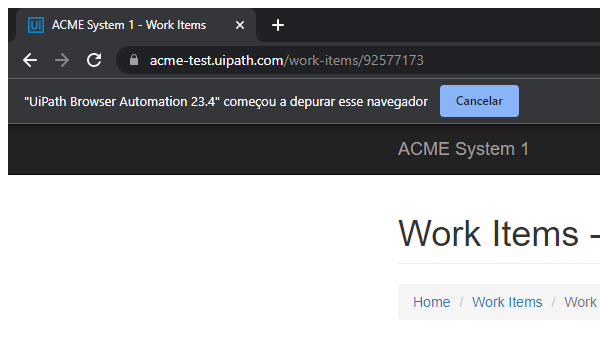 Ui ACME System 1 - Work Items
acme-test.uipath.com/work-items/92577173
"UiPath Browser Automation 23.4" começou a depurar esse navegador Cancelar
ACME System 1
Work Items -
Home / Work Items / Work